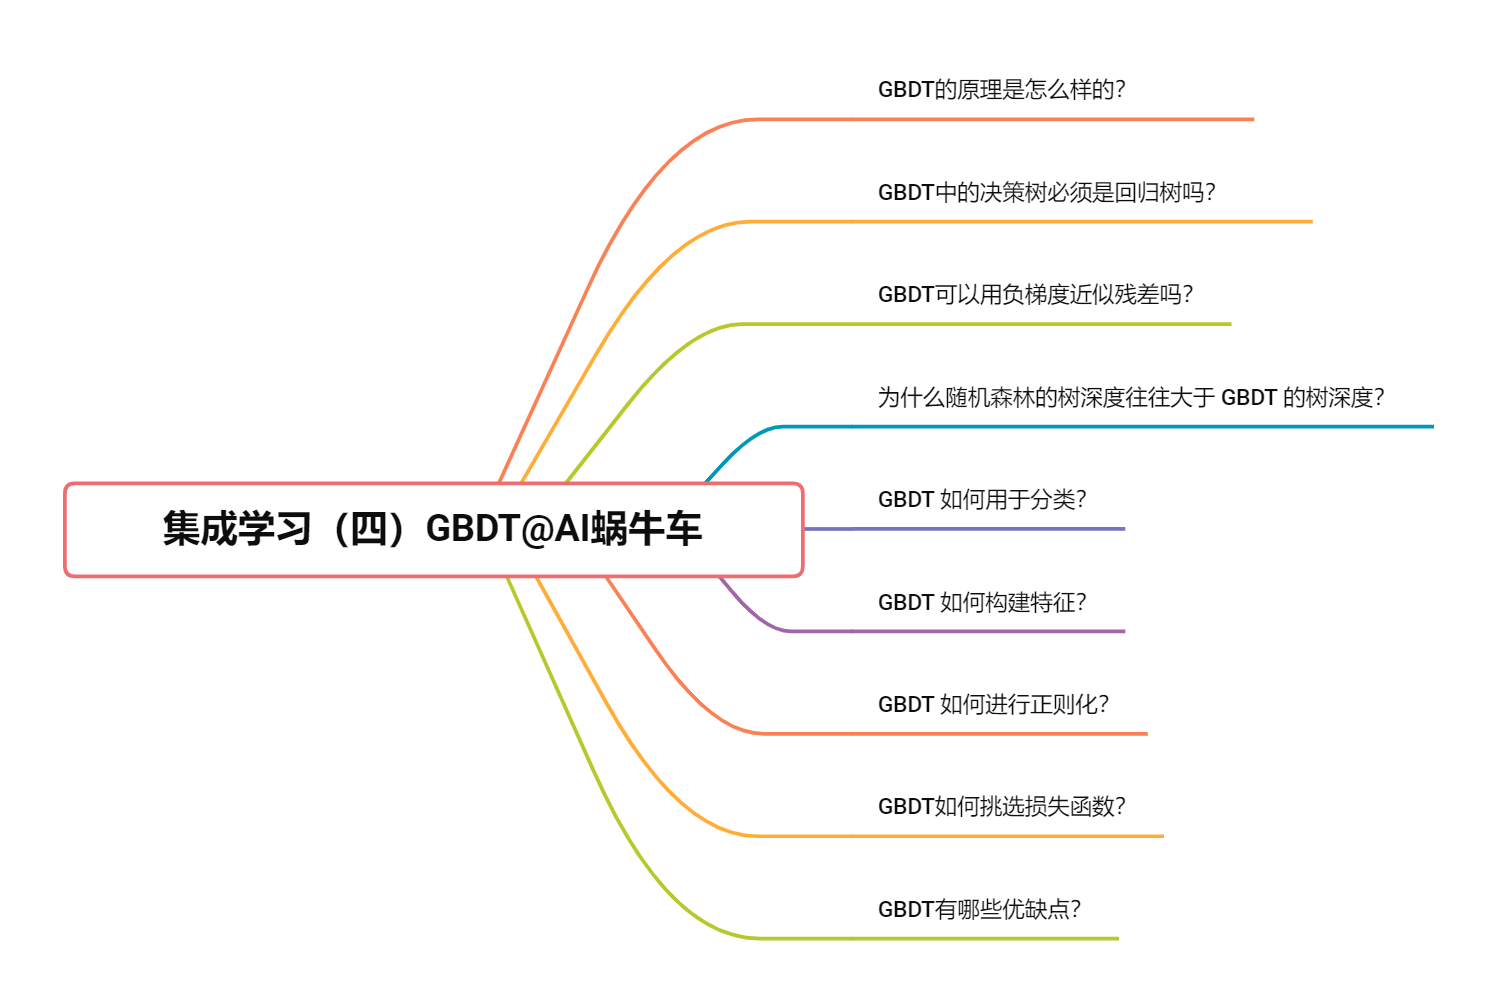 GBDT的原理是怎么样的？
GBDT中的决策树必须是回归树吗？
GBDT可以用负梯度近似残差吗？
为什么随机森林的树深度往往大于 GBDT 的树深度？
集成学习（四）GBDT@AI蜗牛车
GBDT 如何用于分类？
GBDT 如何构建特征？
GBDT 如何进行正则化？
GBDT如何挑选损失函数？
GBDT有哪些优缺点？